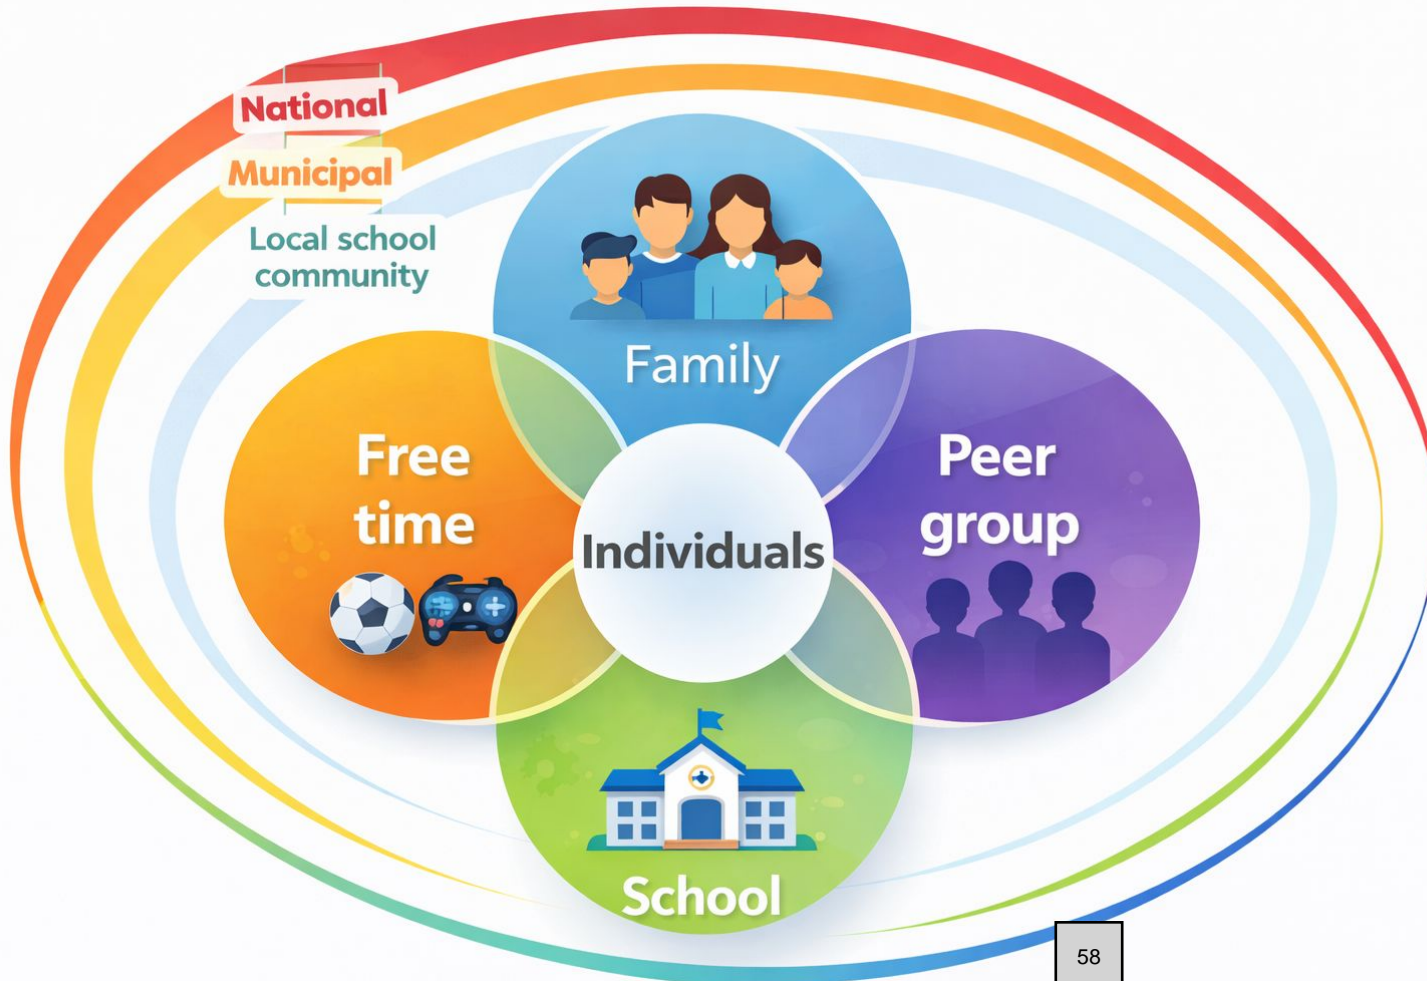 National
Municipal
Local school
community
Family
Free
time
Peer
group
Individuals
School
58